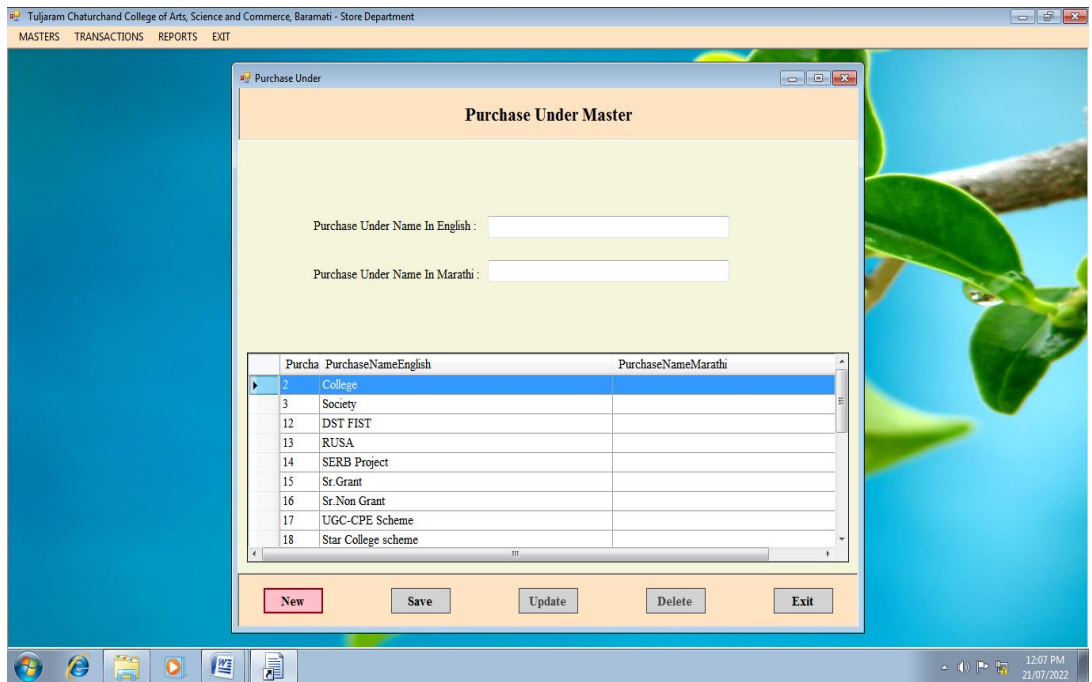 Tuljaram Chaturchand College of Arts, Science and Commerce, Baramati - Store Department
MASTERS TRANSACTIONS REPORTS EXIT
Purchase Under
Purchase Under Master
Purchase Under Name In English :
Purchase Under Name In Marathi :
Purcha PurchaseNameEnglish PurchaseNameMarathi
2 College
3 Society
12 DST FIST
13 RUSA
14 SERB Project
15 Sr.Grant
16 Sr.Non Grant
17 UGC-CPE Scheme
18 Star College scheme
New Save Update Delete Exit
12:07 PM
21/07/2022